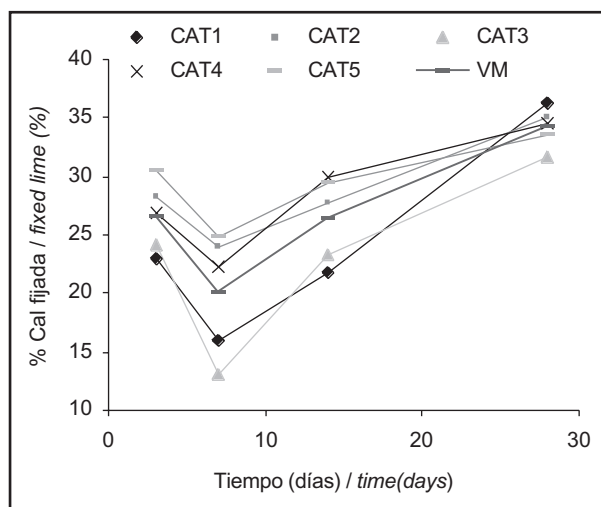 CAT1 CAT2 CAT3
CAT4 CAT5 VM
% Cal fijada / fixed lime (%)
40
35
30
25
20
15
10
0 10 20 30
Tiempo (días) / time(days)